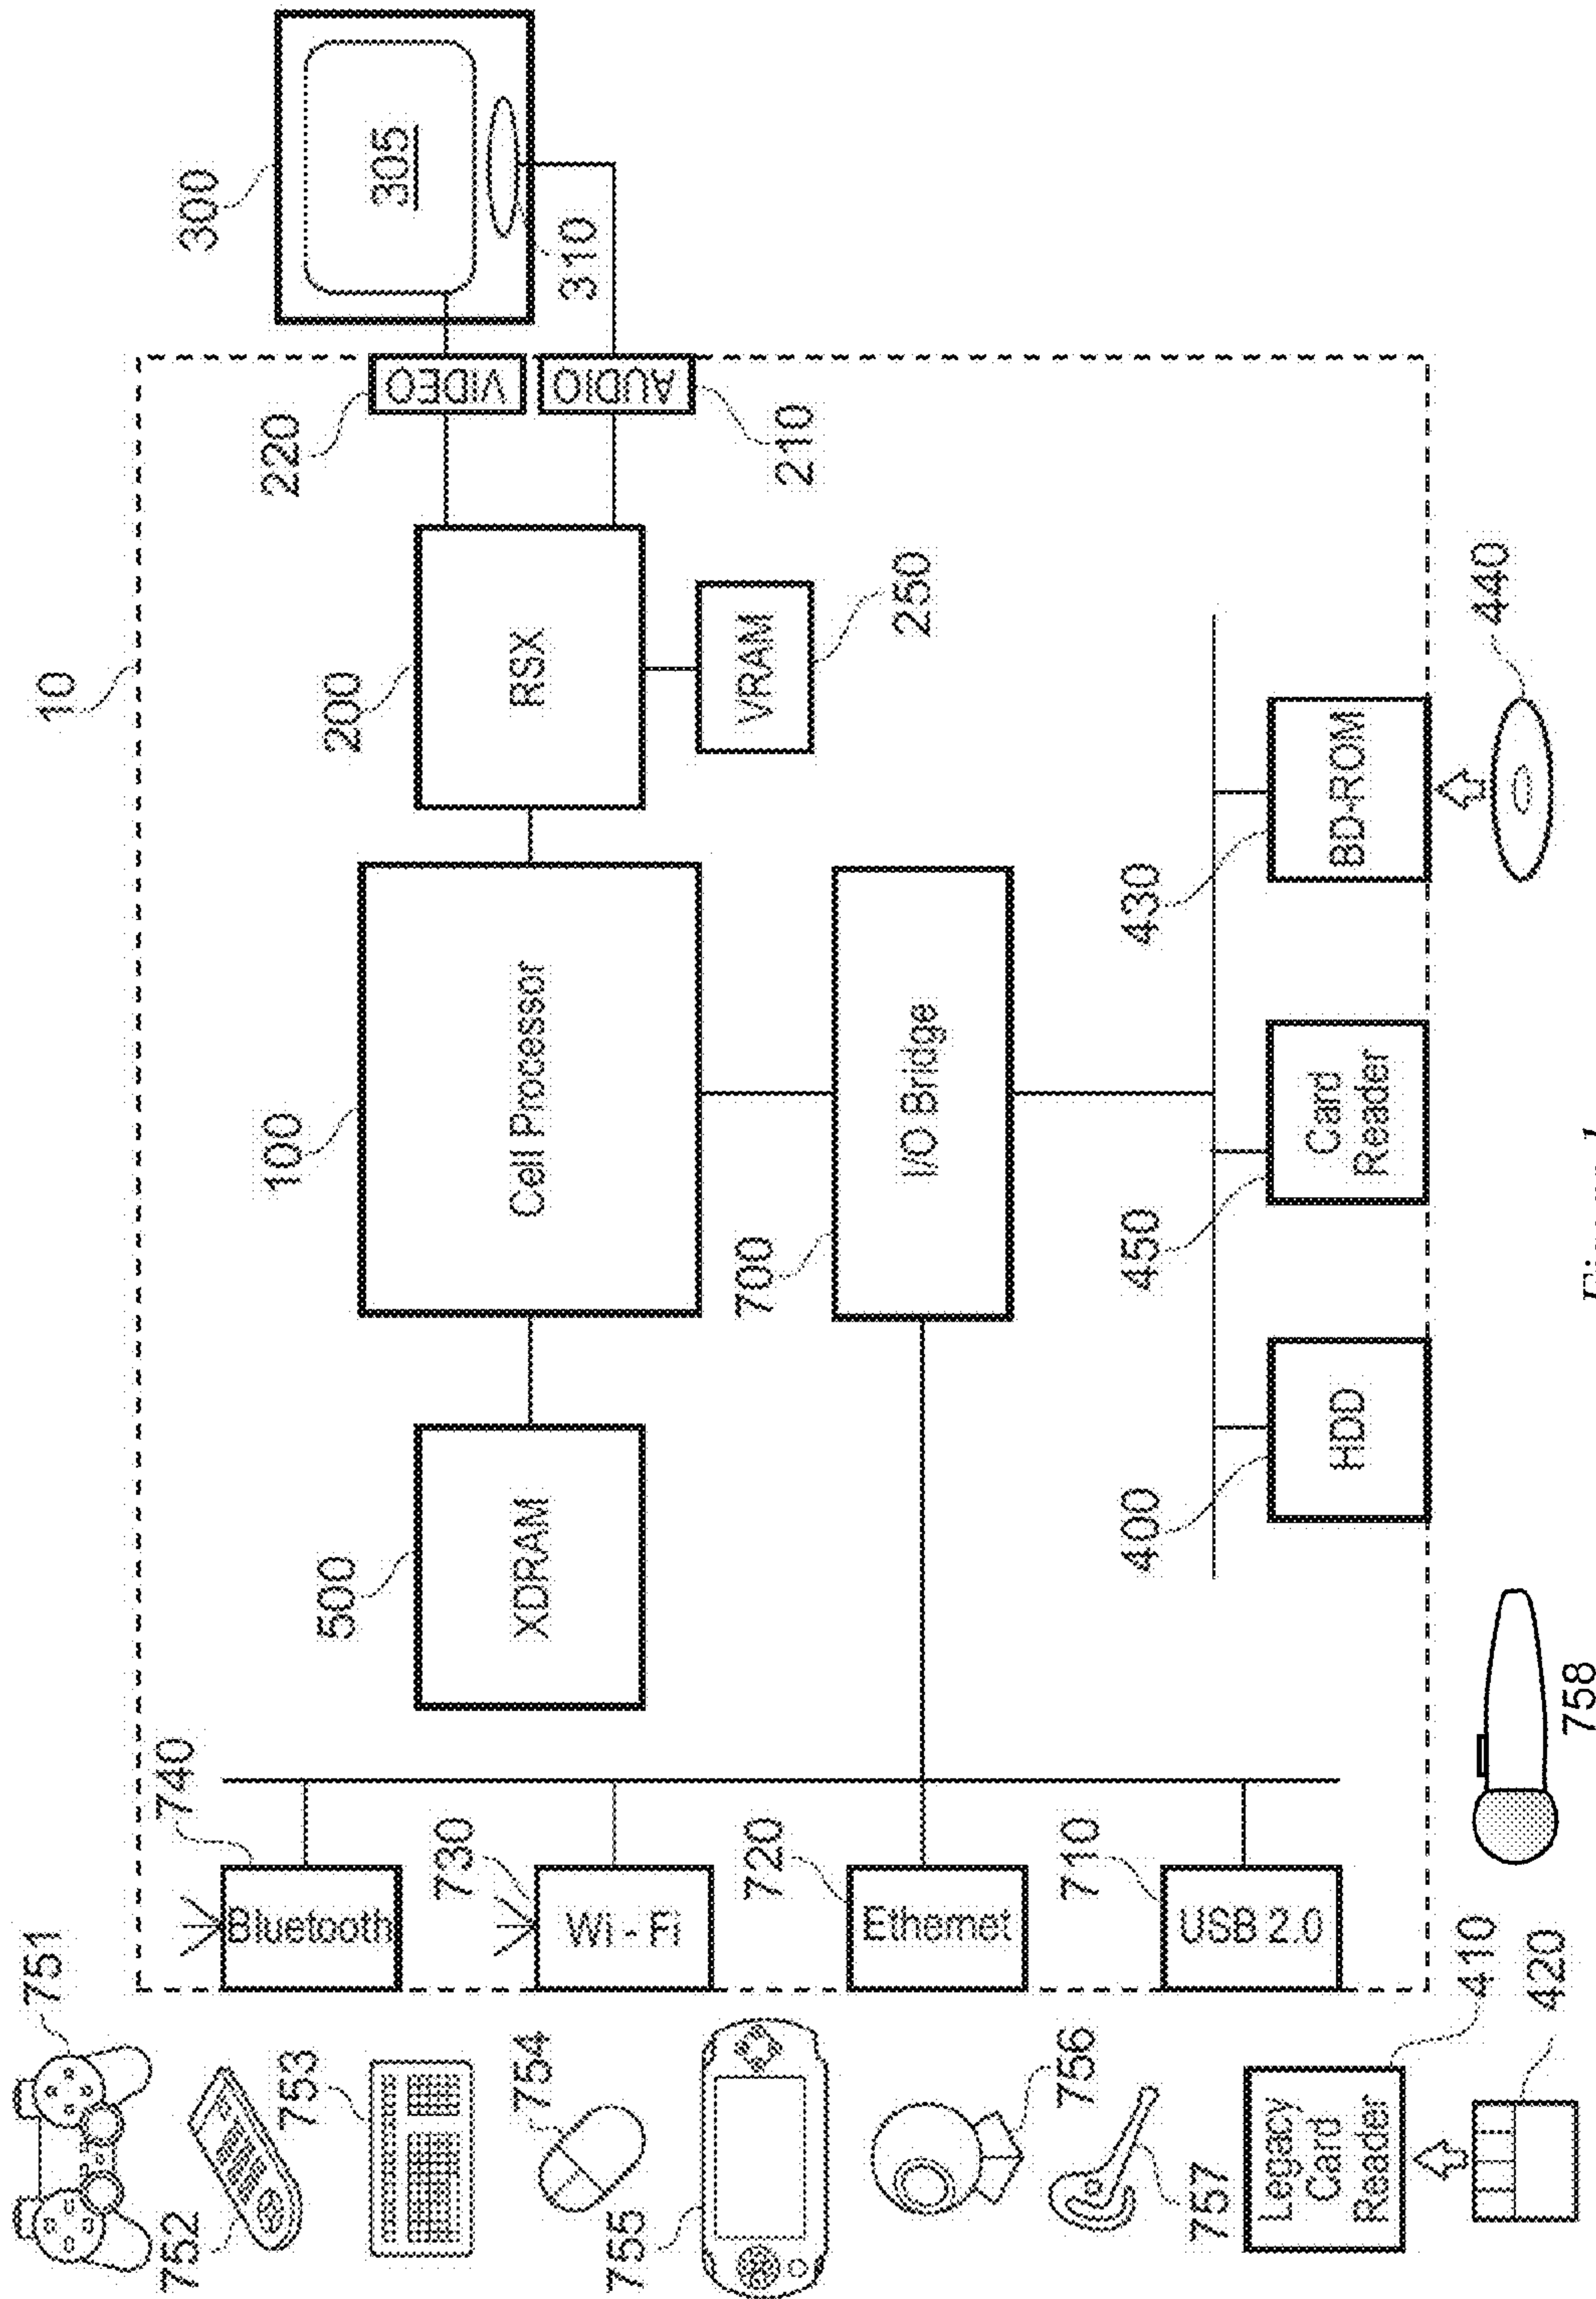 10
300
305
310
220
VIDEO
AUDIO
210
200
RSX
VRAM
250
100
Cell Processor
500
XDRAM
700
I/O Bridge
740
Bluetooth
730
Wi - Fi
720
Ethernet
710
USB 2.0
400
HDD
450
Card
Reader
430
BD-ROM
440
751
752
753
754
755
756
757
Legacy
Card
Reader
410
420
758